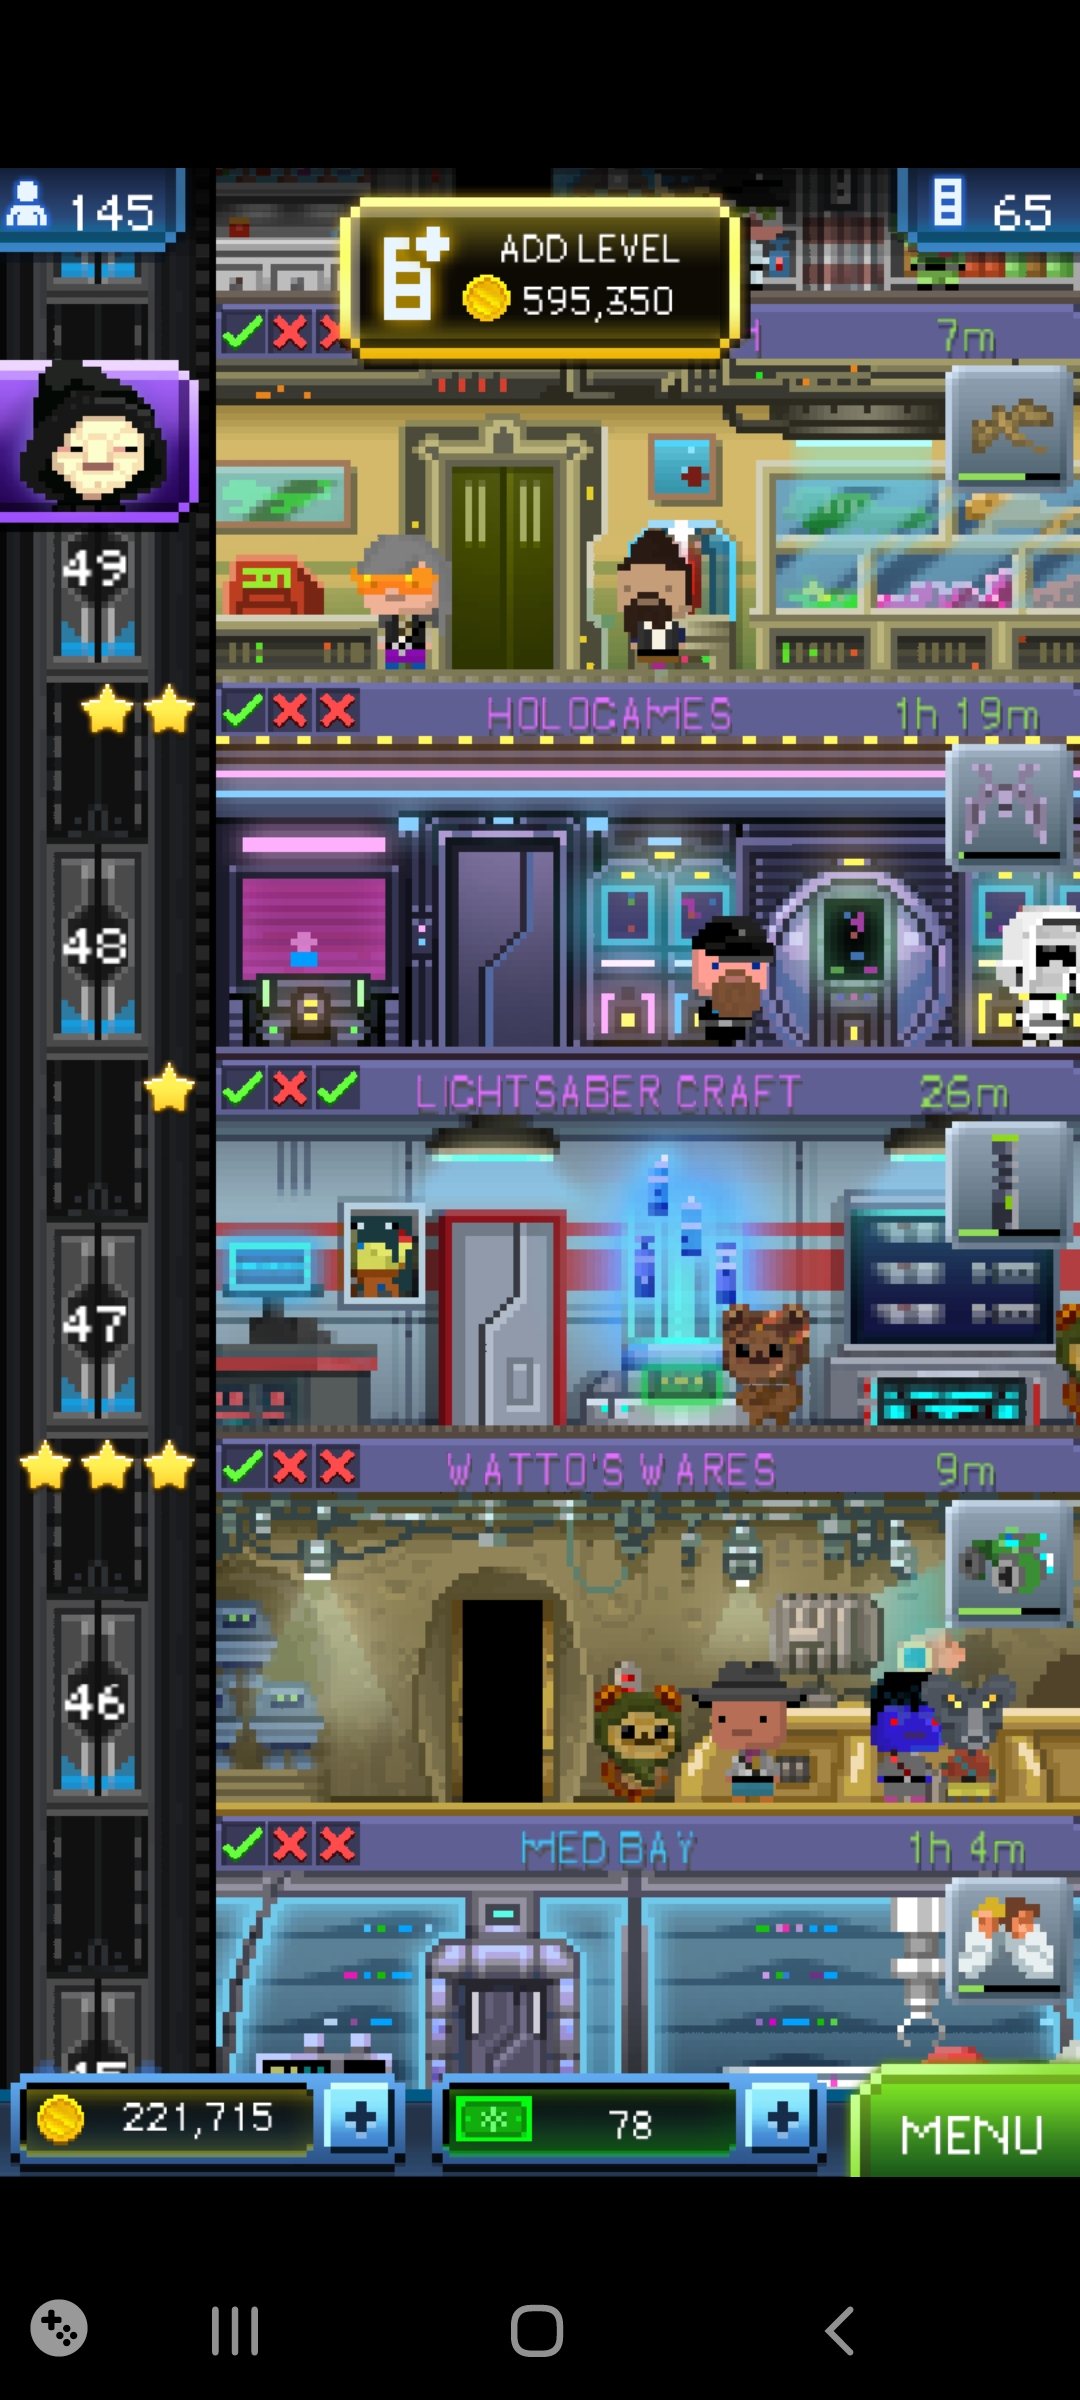 145
65
ADD LEVEL
595,350
7m
49
HOLOGAMES 1h 19m
48
LIGHTSABER CRAFT 26m
47
WATTO'S WARES 9m
46
MED BAY 1h 4m
221,715
78
MENU